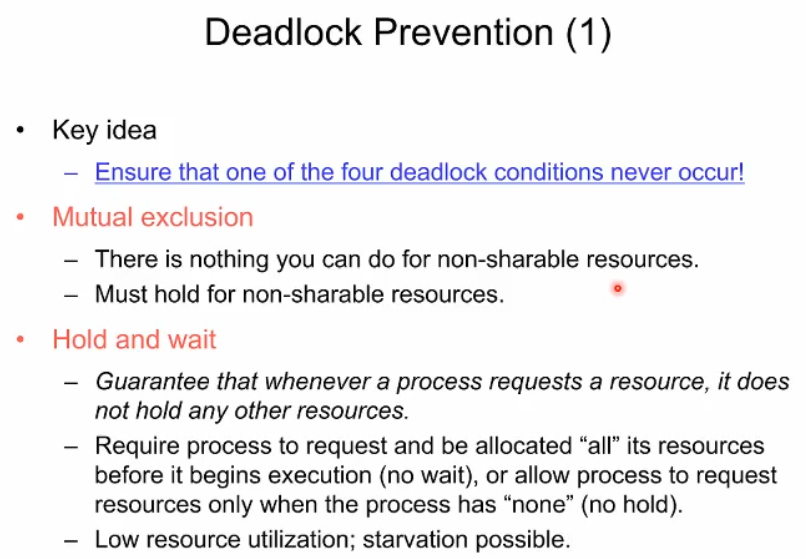 Deadlock Prevention (1)
• Key idea
– Ensure that one of the four deadlock conditions never occur!
• Mutual exclusion
– There is nothing you can do for non-sharable resources.
– Must hold for non-sharable resources.
• Hold and wait
– Guarantee that whenever a process requests a resource, it does
not hold any other resources.
– Require process to request and be allocated “all” its resources
before it begins execution (no wait), or allow process to request
resources only when the process has “none” (no hold).
– Low resource utilization; starvation possible.